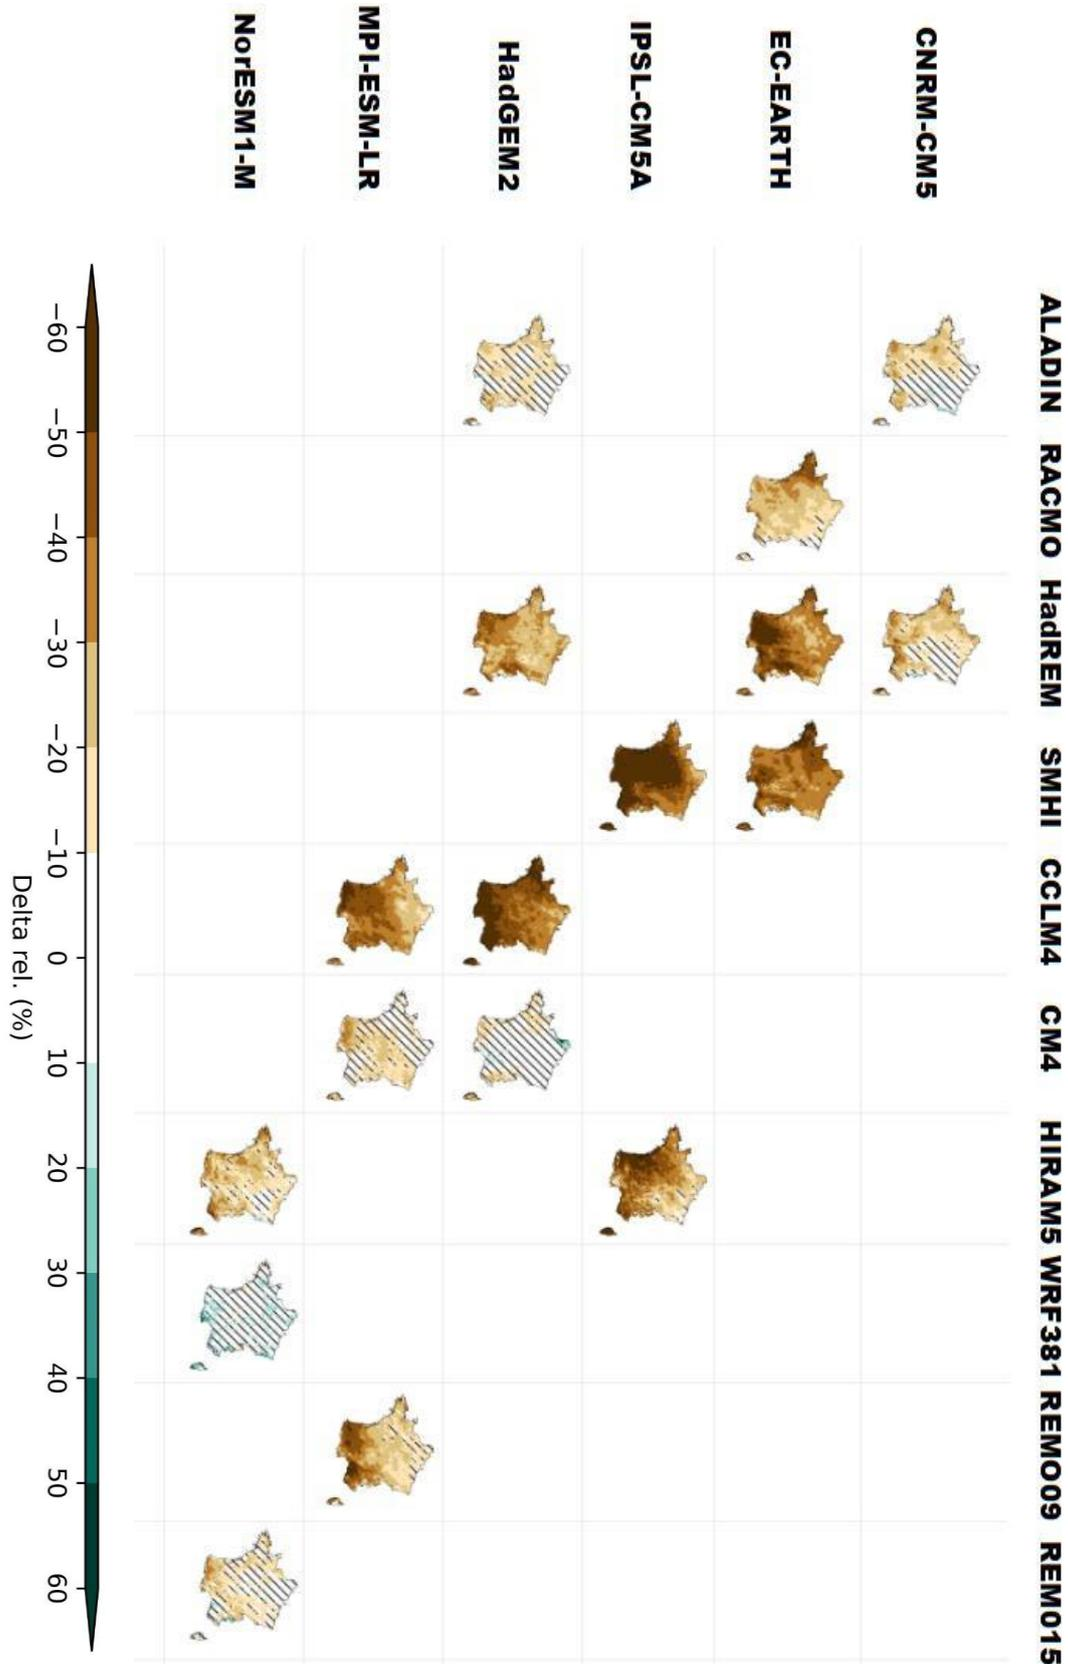 ALADIN RACMO HadREM SMHI CCLM4 CM4 HIRAM5 WRF381 REMO09 REMO15
CNRM-CM5
EC-EARTH
IPSL-CM5A
HadGEM2
MPI-ESM-LR
NorESM1-M
−60 −50 −40 −30 −20 −10 0 10 20 30 40 50 60
Delta rel. (%)